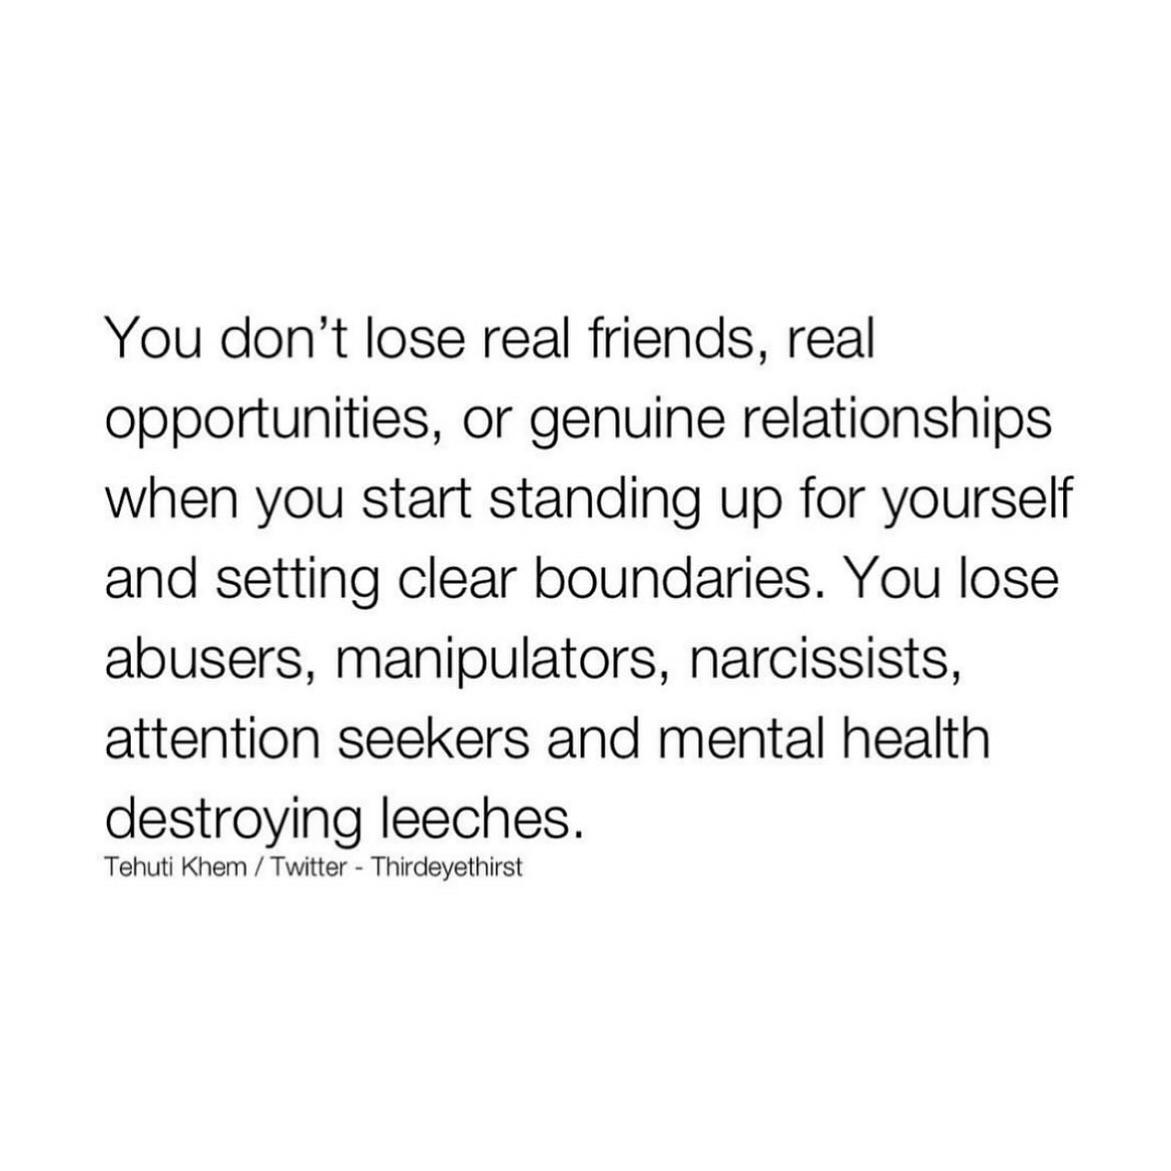 You don’t lose real friends, real
opportunities, or genuine relationships
when you start standing up for yourself
and setting clear boundaries. You lose
abusers, manipulators, narcissists,
attention seekers and mental health
destroying leeches.
Tehuti Khem / Twitter - Thirdeyethirst